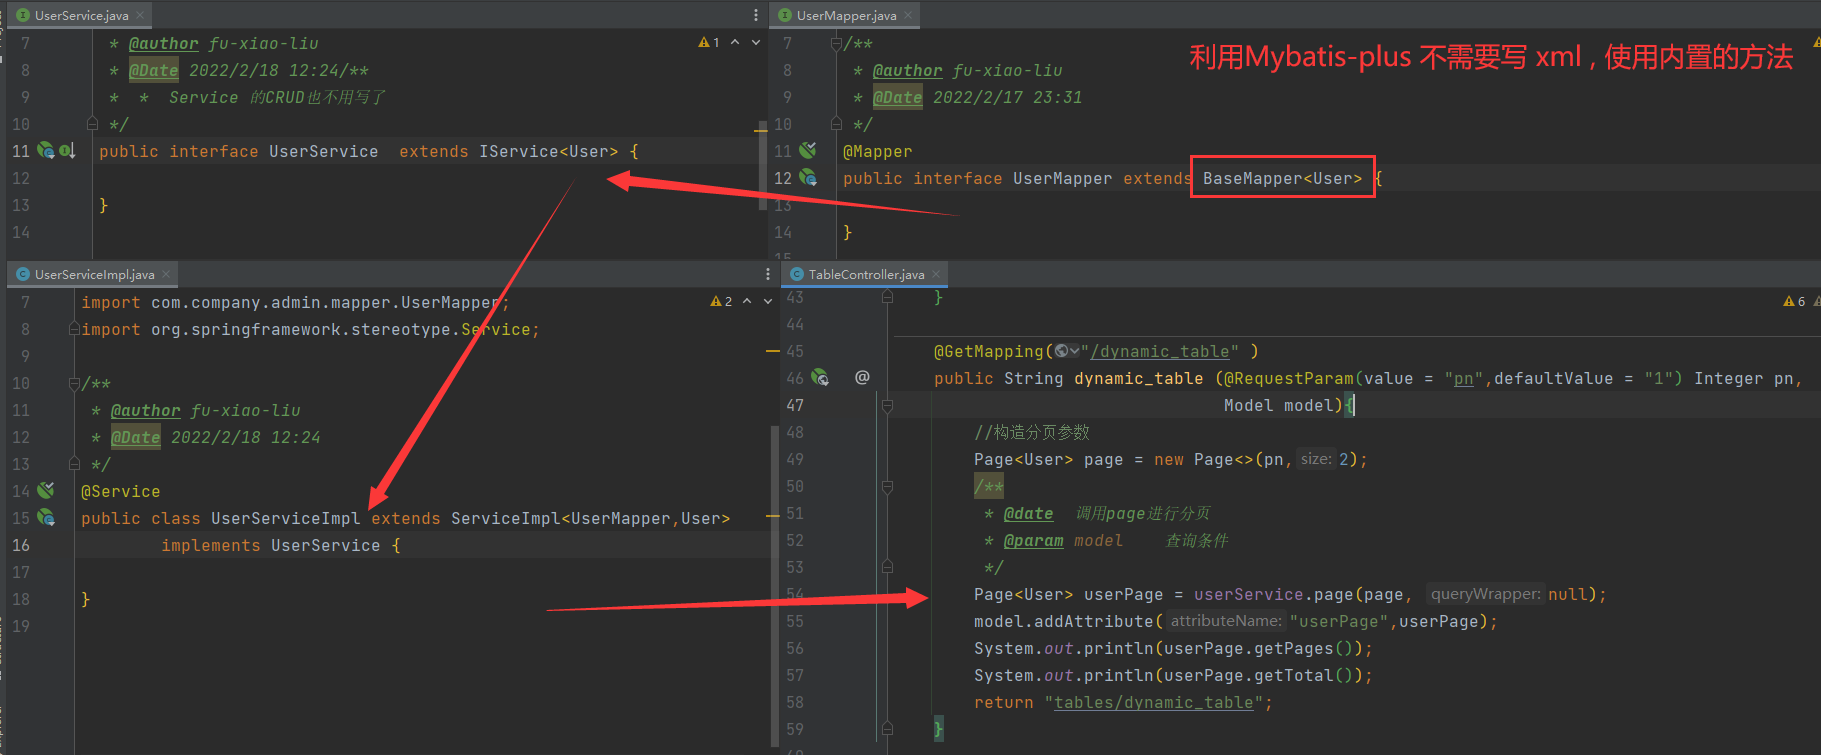 UserService.java
7 * @author fu-xiao-liu
8 * @Date 2022/2/18 12:24/**
9 * * Service 的CRUD也不用写了
10 */
11 public interface UserService extends IService<User> {
12
13 }
14
1
UserMapper.java
利用Mybatis-plus 不需要写 xml , 使用内置的方法
7 /**
8 * @author fu-xiao-liu
9 * @Date 2022/2/17 23:31
10 */
11 @Mapper
12 public interface UserMapper extends BaseMapper<User> {
13
14 }
15
UserServiceImpl.java
7 import com.company.admin.mapper.UserMapper;
8 import org.springframework.stereotype.Service;
9
10 /**
11 * @author fu-xiao-liu
12 * @Date 2022/2/18 12:24
13 */
14 @Service
15 public class UserServiceImpl extends ServiceImpl<UserMapper,User>
16 implements UserService {
17
18 }
19
2
TableController.java
43 }
44
45 @GetMapping("/dynamic_table" )
46 @ public String dynamic_table (@RequestParam(value = "pn",defaultValue = "1") Integer pn,
47 Model model){
48 //构造分页参数
49 Page<User> page = new Page<>(pn, size: 2);
50 /**
51 * @date 调用page进行分页
52 * @param model 查询条件
53 */
54 Page<User> userPage = userService.page(page, queryWrapper: null);
55 model.addAttribute( attributeName: "userPage",userPage);
56 System.out.println(userPage.getPages());
57 System.out.println(userPage.getTotal());
58 return "tables/dynamic_table";
59 }
6